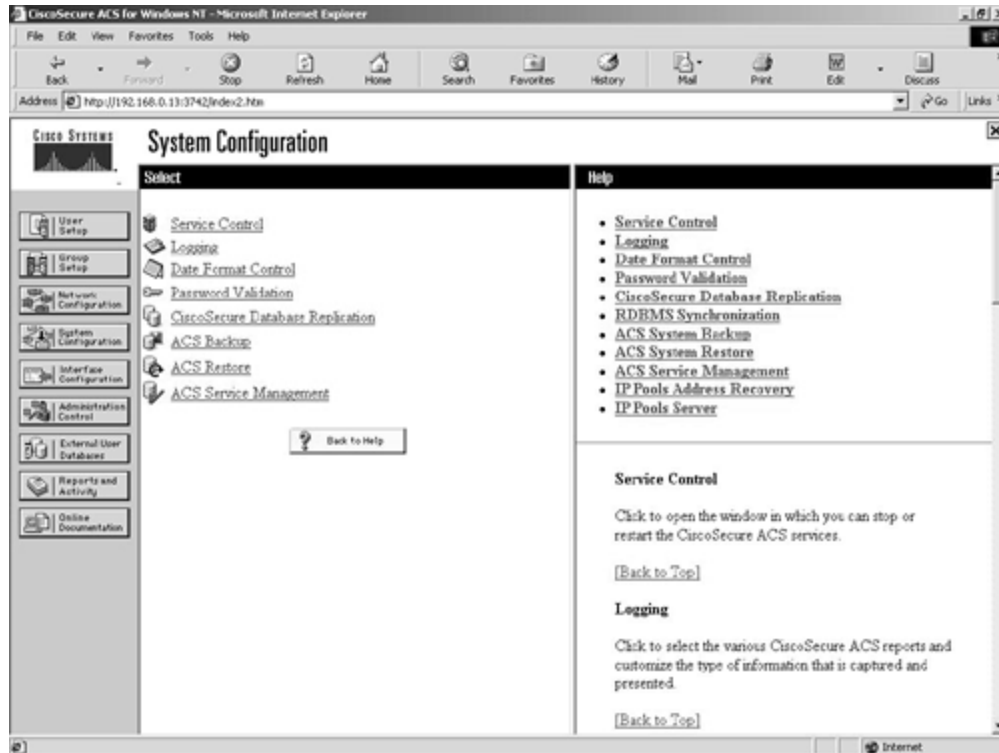 CiscoSecure ACS for Windows NT - Microsoft Internet Explorer
File Edit View Favorites Tools Help
Back Forward Stop Refresh Home Search Favorites History Mail Print Edit Discuss
Address http://192.168.0.13:3742/index2.htm Go Links
CISCO SYSTEMS
System Configuration
Select
Help
User Setup
Group Setup
Network Configuration
System Configuration
Interface Configuration
Administration Control
External User Databases
Reports and Activity
Online Documentation
Service Control
Logging
Date Format Control
Password Validation
CiscoSecure Database Replication
ACS Backup
ACS Restore
ACS Service Management
Back to Help
• Service Control
• Logging
• Date Format Control
• Password Validation
• CiscoSecure Database Replication
• RDBMS Synchronization
• ACS System Backup
• ACS System Restore
• ACS Service Management
• IP Pools Address Recovery
• IP Pools Server
Service Control
Click to open the window in which you can stop or
restart the CiscoSecure ACS services.
[Back to Top]
Logging
Click to select the various CiscoSecure ACS reports and
customize the type of information that is captured and
presented.
[Back to Top]
Internet